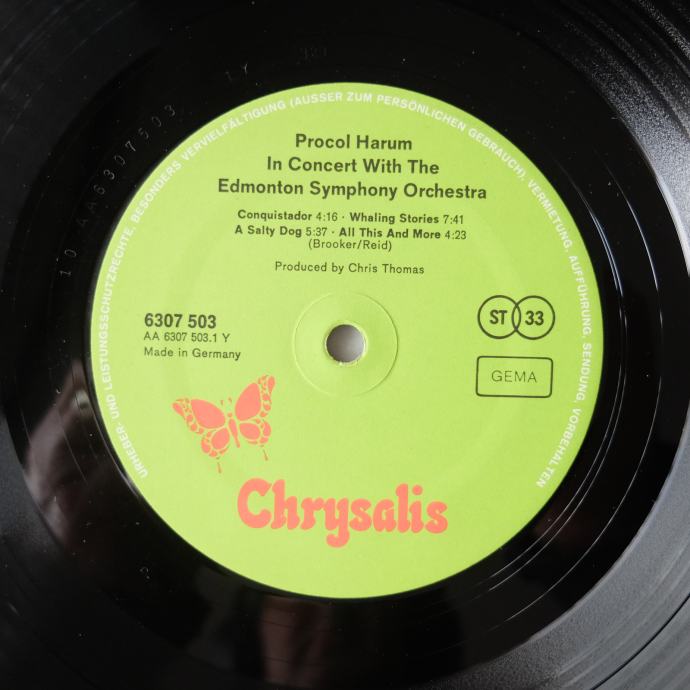 URHEBER- UND LEISTUNGSSCHUTZRECHTE, BESONDERS VERVIELFÄLTIGUNG (AUSSER ZUM PERSÖNLICHEN GEBRAUCH), VERMIETUNG, AUFFÜHRUNG, SENDUNG, VORBEHALTEN
Procol Harum
In Concert With The
Edmonton Symphony Orchestra
Conquistador 4:16 · Whaling Stories 7:41
A Salty Dog 5:37 · All This And More 4:23
(Brooker/Reid)
Produced by Chris Thomas
6307 503
AA 6307 503.1 Y
Made in Germany
ST 33
GEMA
Chrysalis
10 AA6307503 1Y